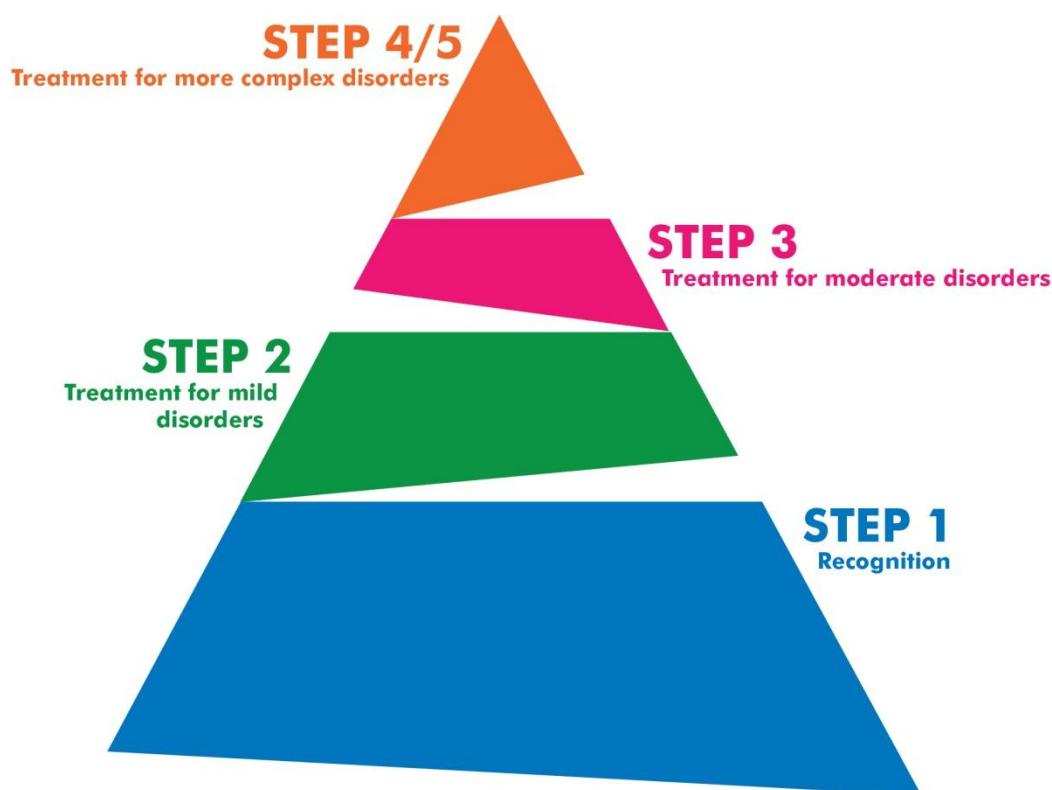 STEP 4/5
Treatment for more complex disorders
STEP 3
Treatment for moderate disorders
STEP 2
Treatment for mild
disorders
STEP 1
Recognition